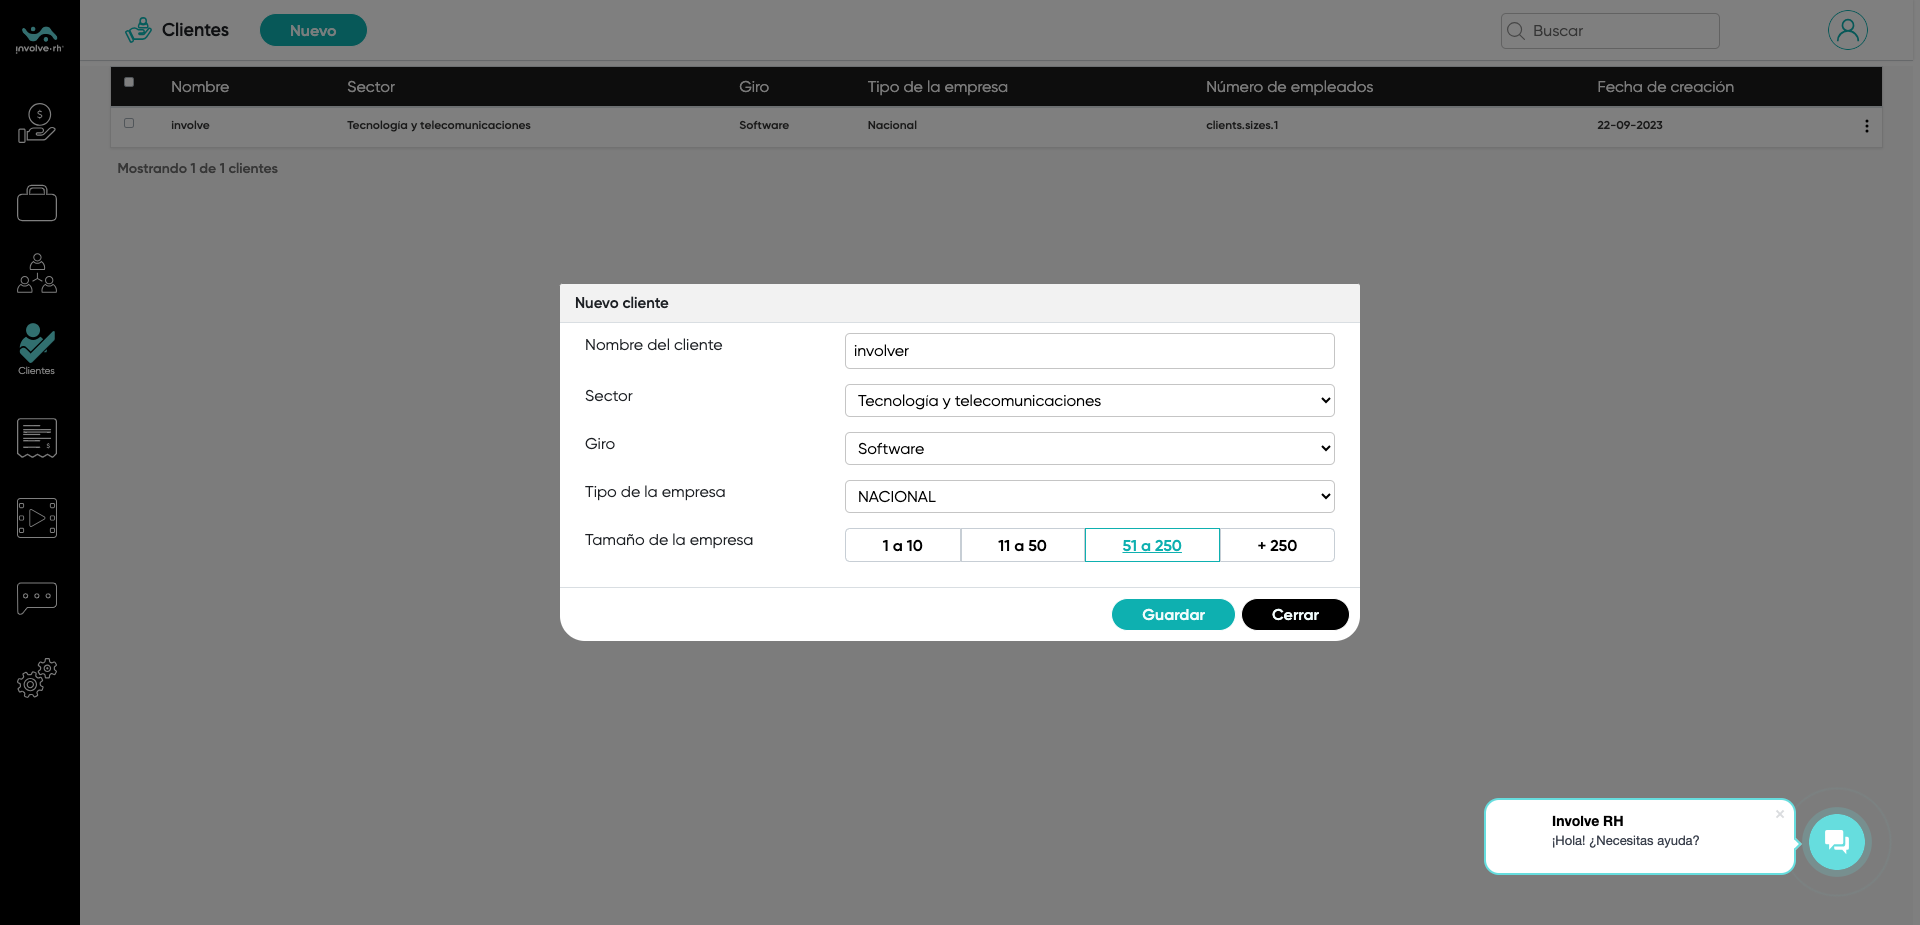 involve·rh
Clientes
Nuevo
Buscar
Nombre Sector Giro Tipo de la empresa Número de empleados Fecha de creación
involve Tecnología y telecomunicaciones Software Nacional clients.sizes.1 22-09-2023
Mostrando 1 de 1 clientes
Clientes
Nuevo cliente
Nombre del cliente involver
Sector Tecnología y telecomunicaciones
Giro Software
Tipo de la empresa NACIONAL
Tamaño de la empresa 1 a 10 11 a 50 51 a 250 + 250
Guardar Cerrar
Involve RH
¡Hola! ¿Necesitas ayuda?